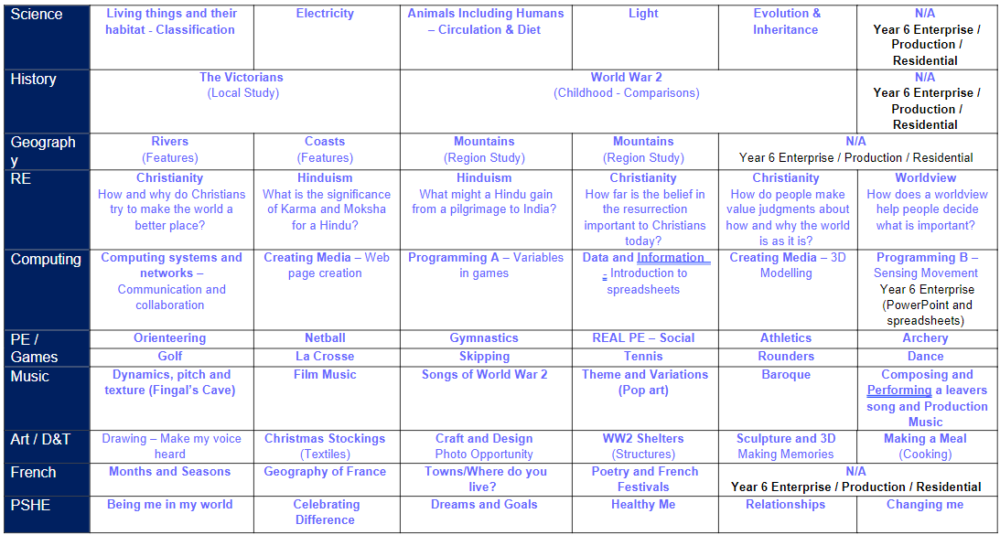 Science
Living things and their
habitat - Classification
Electricity
Animals Including Humans
– Circulation & Diet
Light
Evolution &
Inheritance
N/A
Year 6 Enterprise /
Production /
Residential
History
The Victorians
(Local Study)
World War 2
(Childhood - Comparisons)
N/A
Year 6 Enterprise /
Production /
Residential
Geograph
y
Rivers
(Features)
Coasts
(Features)
Mountains
(Region Study)
Mountains
(Region Study)
N/A
Year 6 Enterprise / Production / Residential
RE
Christianity
How and why do Christians
try to make the world a
better place?
Hinduism
What is the significance
of Karma and Moksha
for a Hindu?
Hinduism
What might a Hindu gain
from a pilgrimage to India?
Christianity
How far is the belief in
the resurrection
important to Christians
today?
Christianity
How do people make
value judgments about
how and why the world
is as it is?
Worldview
How does a worldview
help people decide
what is important?
Computing
Computing systems and
networks –
Communication and
collaboration
Creating Media – Web
page creation
Programming A – Variables
in games
Data and Information
- Introduction to
spreadsheets
Creating Media – 3D
Modelling
Programming B –
Sensing Movement
Year 6 Enterprise
(PowerPoint and
spreadsheets)
PE /
Games
Orienteering
Netball
Gymnastics
REAL PE – Social
Athletics
Archery
Golf
La Crosse
Skipping
Tennis
Rounders
Dance
Music
Dynamics, pitch and
texture (Fingal's Cave)
Film Music
Songs of World War 2
Theme and Variations
(Pop art)
Baroque
Composing and
Performing a leavers
song and Production
Music
Art / D&T
Drawing – Make my voice
heard
Christmas Stockings
(Textiles)
Craft and Design
Photo Opportunity
WW2 Shelters
(Structures)
Sculpture and 3D
Making Memories
Making a Meal
(Cooking)
French
Months and Seasons
Geography of France
Towns/Where do you
live?
Poetry and French
Festivals
N/A
Year 6 Enterprise / Production / Residential
PSHE
Being me in my world
Celebrating
Difference
Dreams and Goals
Healthy Me
Relationships
Changing me